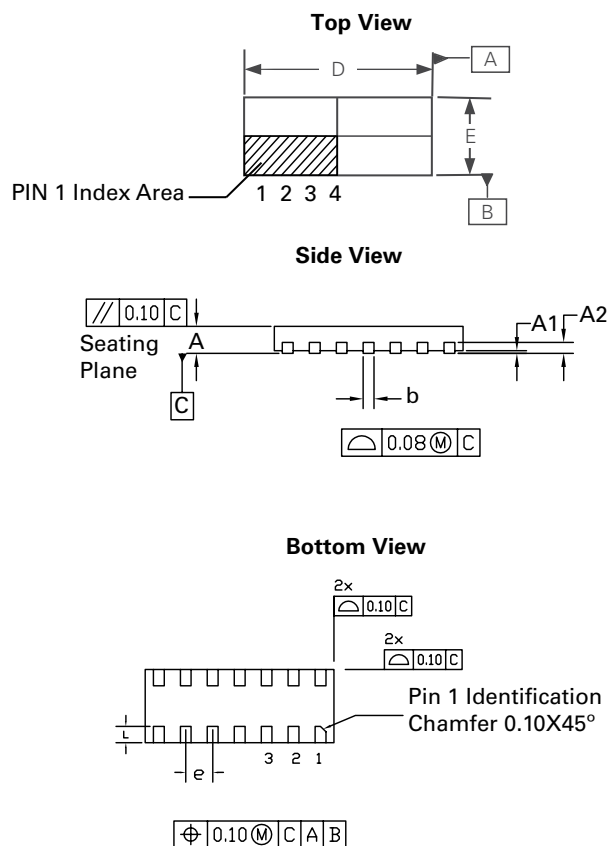 Top View
D
A
E
PIN 1 Index Area
1 2 3 4
B
Side View
// 0.10 C
A1
A2
Seating
Plane
A
C
b
⌓ 0.08 Ⓜ C
Bottom View
2x
⌓ 0.10 C
2x
⌓ 0.10 C
Pin 1 Identification
Chamfer 0.10X45°
L
3 2 1
e
⌖ 0.10 Ⓜ C A B